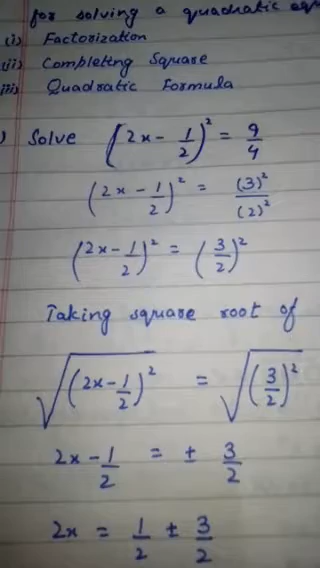 for solving a quadratic equ
(i) Factorization
(ii) Completing Square
(iii) Quadratic Formula
) Solve (2x - 1/2)² = 9/4
(2x - 1/2)² = (3)²/(2)²
(2x - 1/2)² = (3/2)²
Taking square root of
√(2x - 1/2)² = √(3/2)²
2x - 1/2 = ± 3/2
2x = 1/2 ± 3/2